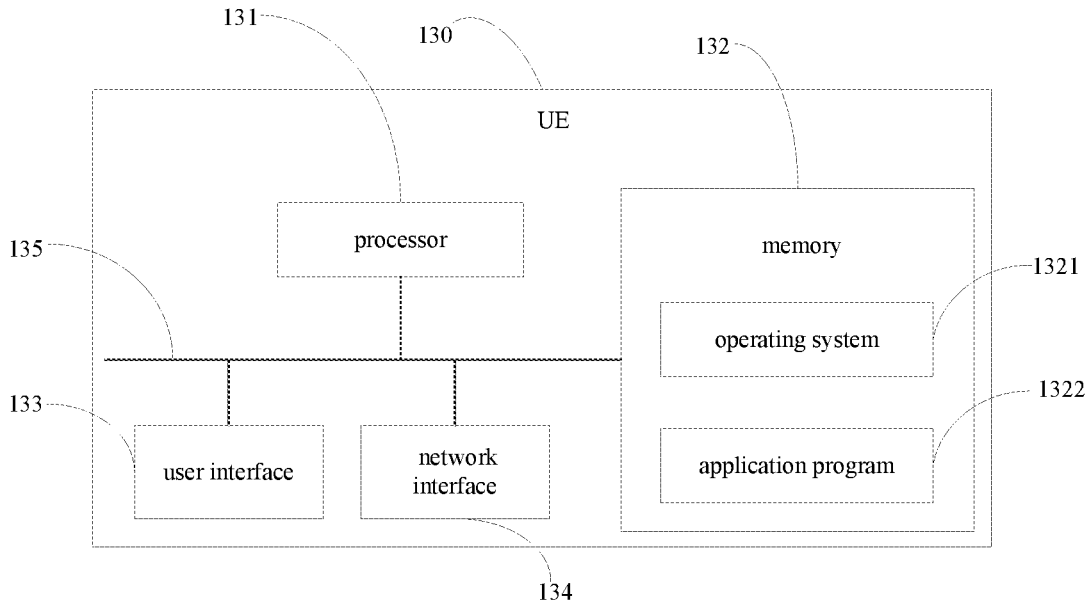 131
130
132
UE
processor
135
memory
1321
operating system
133
1322
user interface
network
interface
application program
134